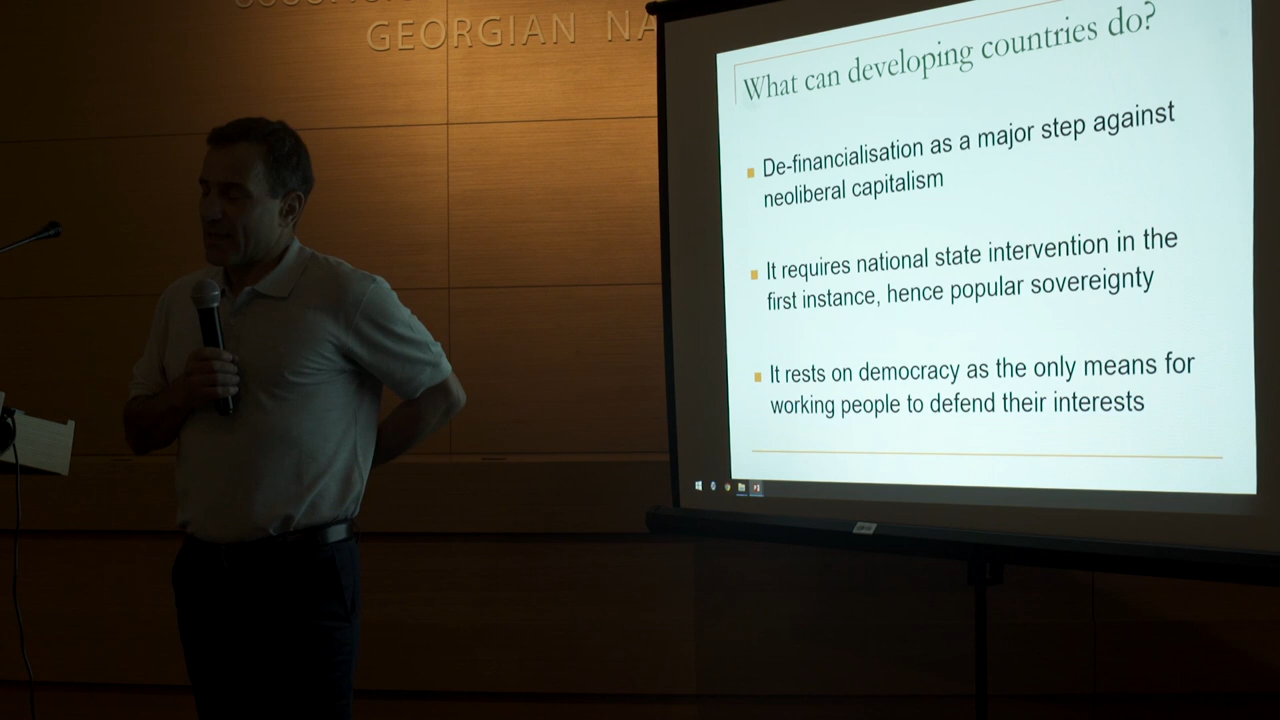 GEORGIAN NA
What can developing countries do?
De-financialisation as a major step against
neoliberal capitalism
It requires national state intervention in the
first instance, hence popular sovereignty
It rests on democracy as the only means for
working people to defend their interests